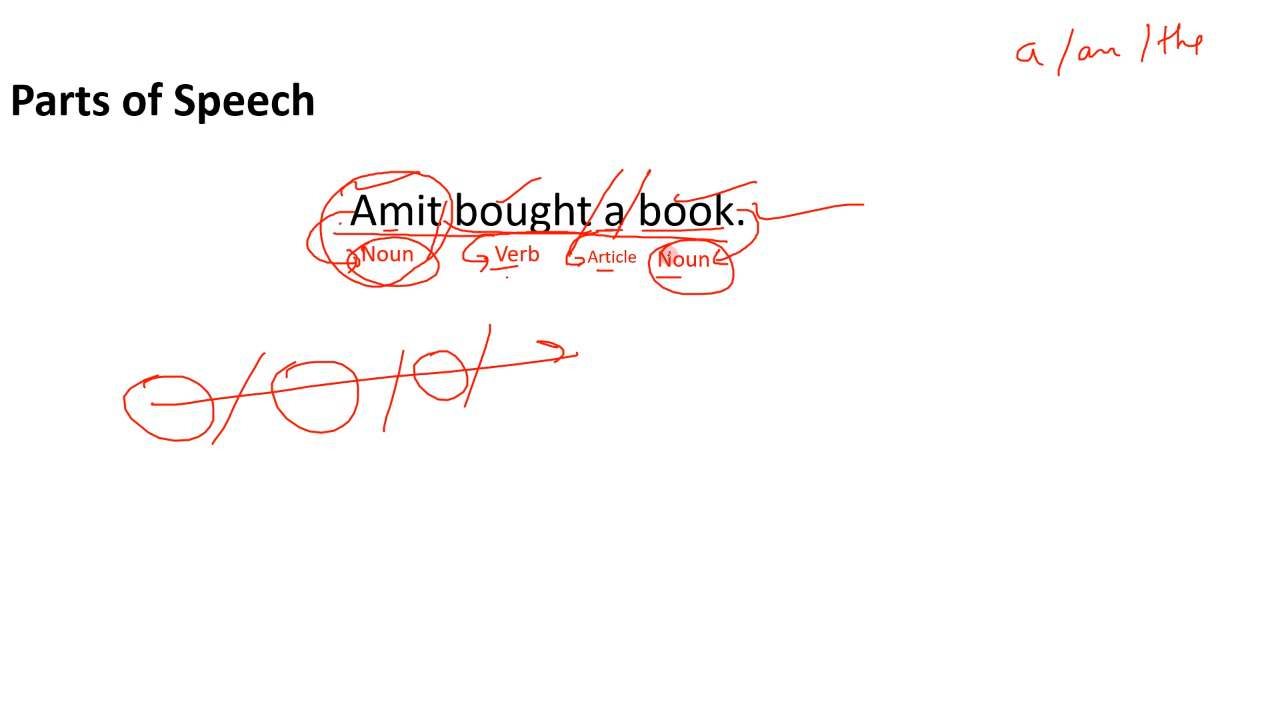 a / an / the
Parts of Speech
Amit bought a book.
Noun Verb Article Noun